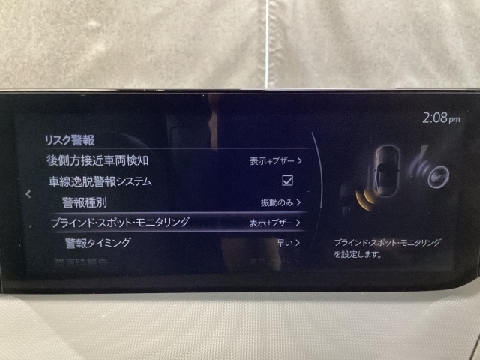 2:08pm
リスク警報
後側方接近車両検知 表示+ブザー
車線逸脱警報システム
警報種別 振動のみ
ブラインド・スポット・モニタリング 表示+ブザー
警報タイミング 早い
ブラインド・スポット・モニタリング
を設定します。